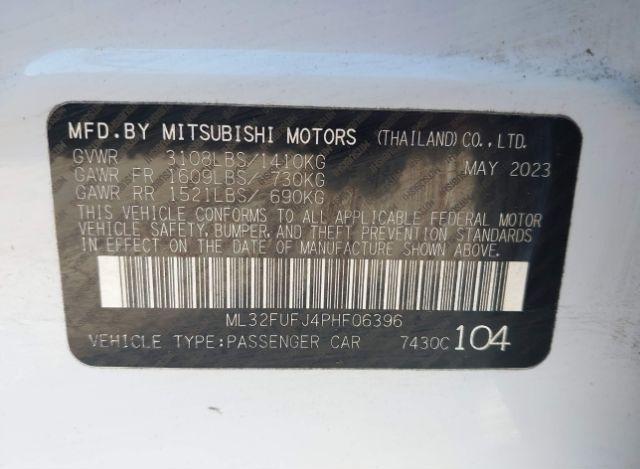 MFD.BY MITSUBISHI MOTORS (THAILAND) CO., LTD.
GVWR 3108LBS/1410KG MAY 2023
GAWR FR 1609LBS/ 730KG
GAWR RR 1521LBS/ 690KG
THIS VEHICLE CONFORMS TO ALL APPLICABLE FEDERAL MOTOR
VEHICLE SAFETY, BUMPER, AND THEFT PREVENTION STANDARDS
IN EFFECT ON THE DATE OF MANUFACTURE SHOWN ABOVE.
ML32FUFJ4PHF06396
VEHICLE TYPE:PASSENGER CAR 7430C 104